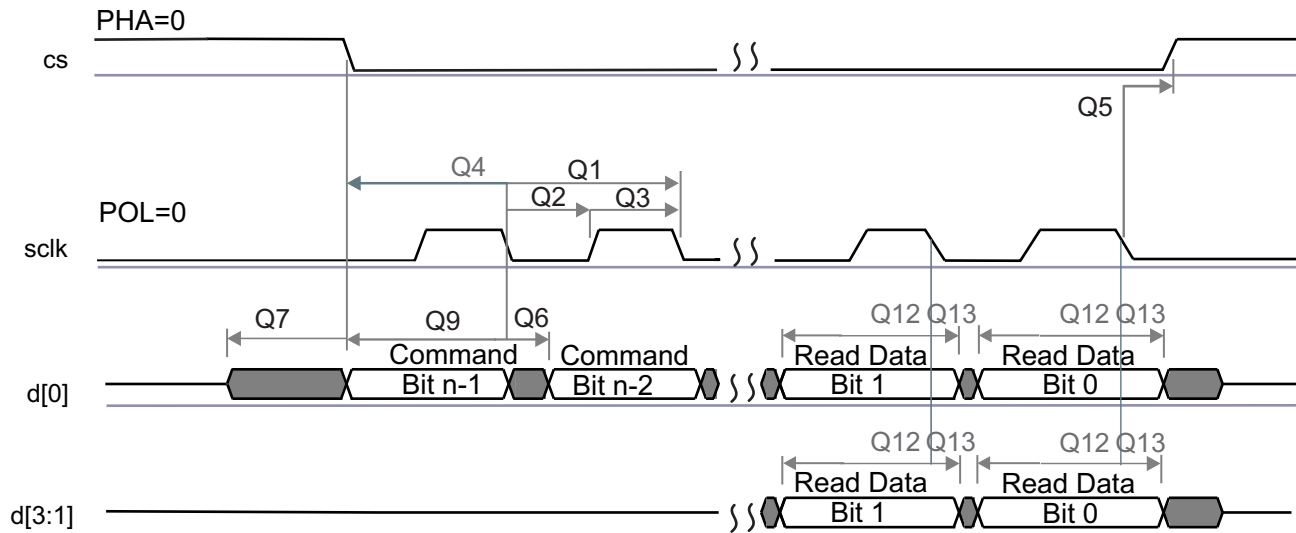 PHA=0
cs
Q5
Q4 Q1
Q2 Q3
POL=0
sclk
Q7 Q9 Q6 Q12 Q13 Q12 Q13
Command Command Read Data Read Data
d[0] Bit n-1 Bit n-2 Bit 1 Bit 0
Q12 Q13 Q12 Q13
Read Data Read Data
d[3:1] Bit 1 Bit 0